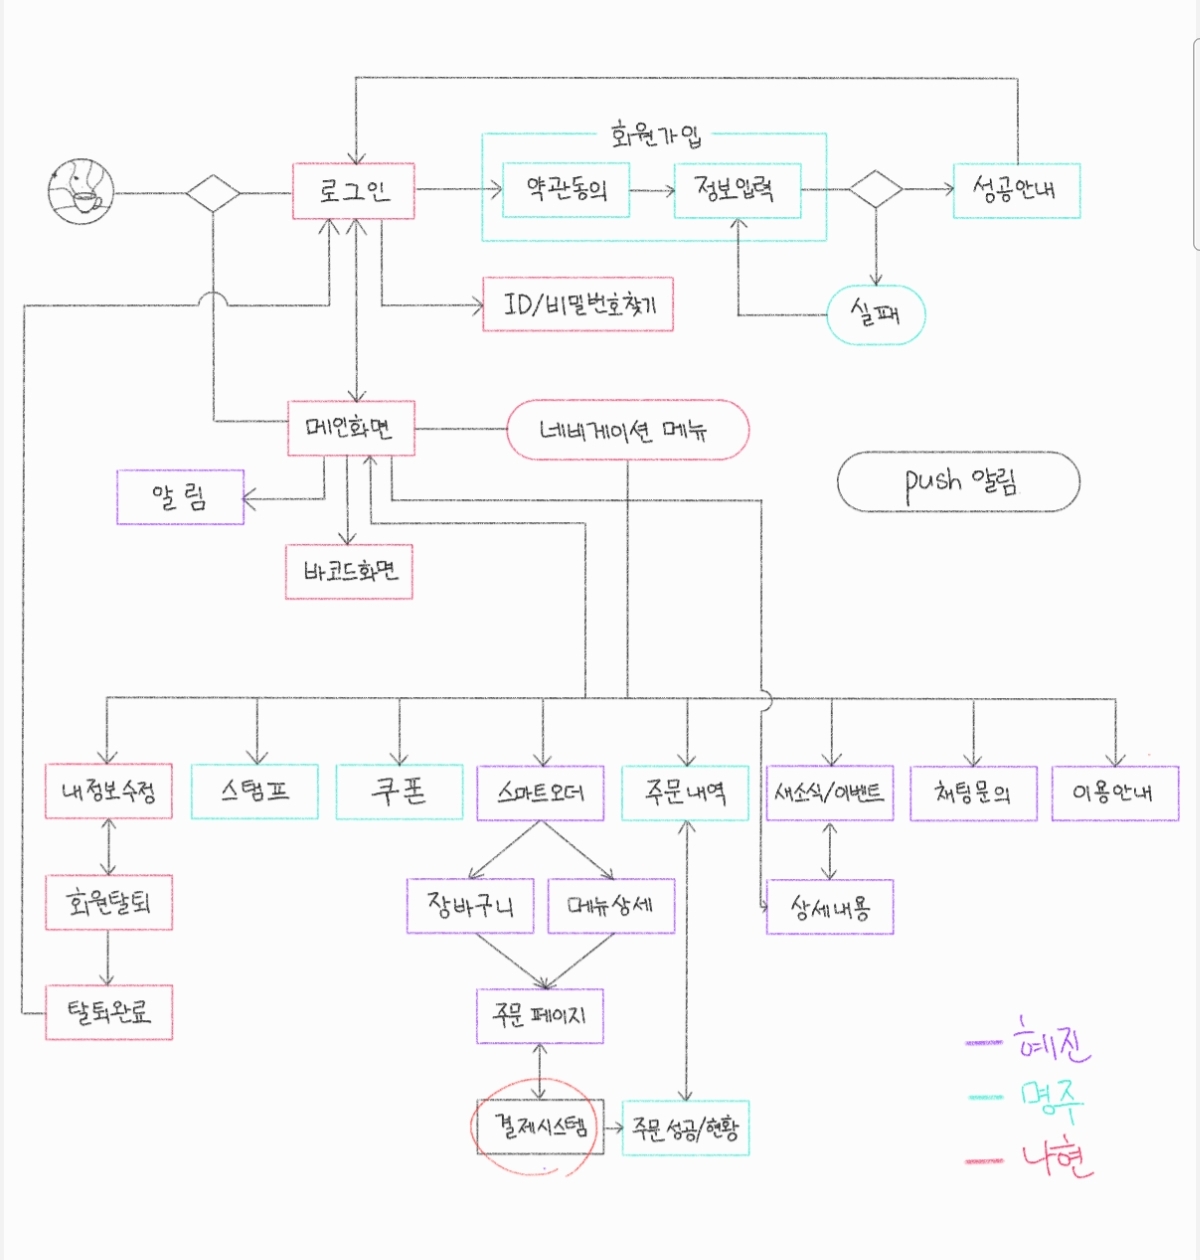 회원가입
로그인
약관동의
정보입력
성공안내
ID/비밀번호찾기
실패
메인화면
네비게이션 메뉴
push 알림
알 림
바코드화면
내정보수정
스탬프
쿠폰
스마트오더
주문내역
새소식/이벤트
채팅문의
이용안내
회원탈퇴
장바구니
메뉴상세
상세내용
탈퇴완료
주문 페이지
결제시스템
주문 성공/현황
혜진
명주
나현